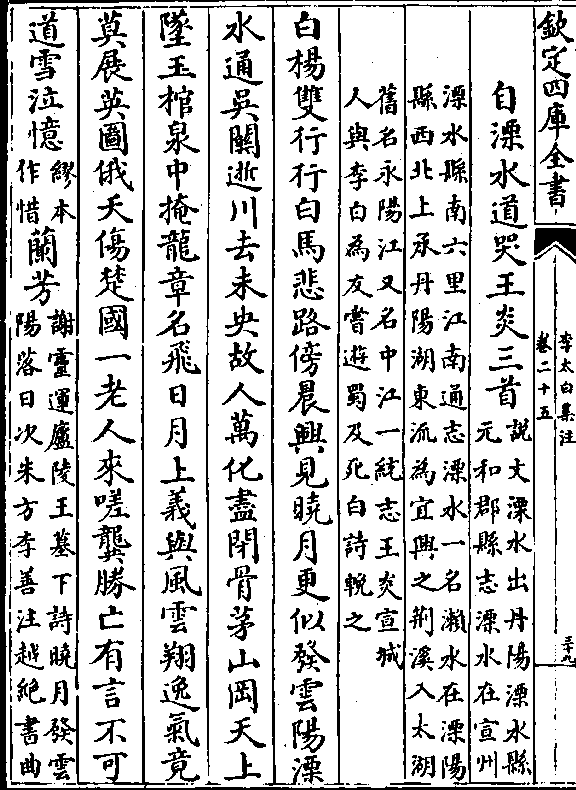 欽定四庫全書
李太白集注
卷二十五
三十九
自溧水道哭王炎三首
説文溧水出丹陽溧水縣
元和郡縣志溧水在宣州
溧水縣南六里江南通志溧水一名瀨水在溧陽
縣西北上承丹陽湖東流為宜興之荆溪入太湖
舊名永陽江又名中江一統志王炎宣城
人與李白為友嘗遊蜀及死白詩輓之
白楊雙行行白馬悲路傍晨興見曉月更似發雲陽溧
水通吳關逝川去未央故人萬化盡閉骨茅山岡天上
墜玉棺泉中掩龍章名飛日月上義與風雲翔逸氣竟
莫展英圖俄夭傷楚國一老人來嗟龔勝亡有言不可
道雪泣憶
繆本
作惜
蘭芳
謝靈運廬陵王墓下詩曉月發雲
陽落日次朱方李善注越絶書曲